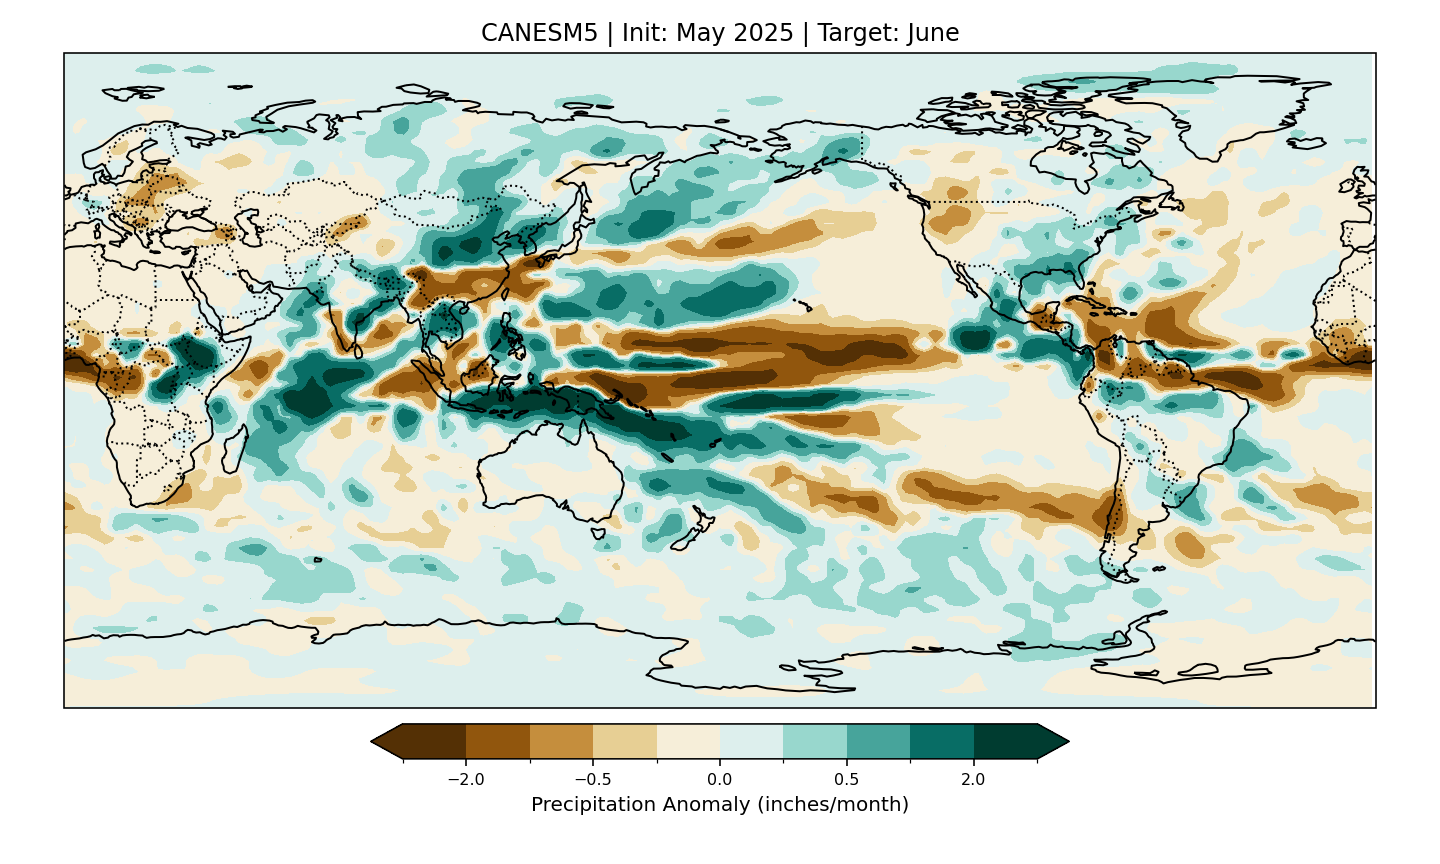 CANESM5 | Init: May 2025 | Target: June
−2.0 −0.5 0.0 0.5 2.0
Precipitation Anomaly (inches/month)